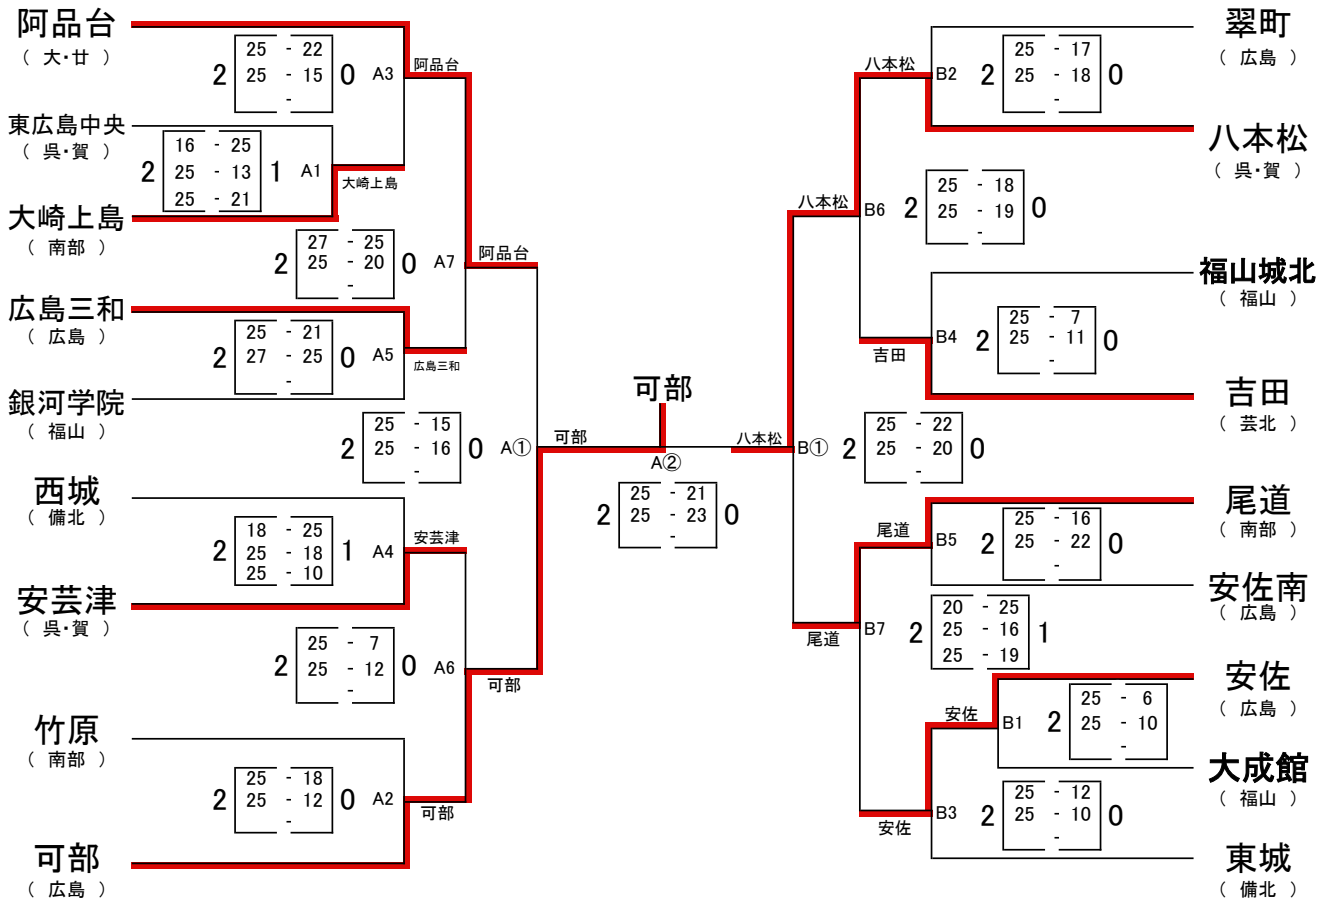 阿品台
（ 大・廿 ）
2 25 - 22 0
25 - 15
-
A3
阿品台
東広島中央
（ 呉・賀 ）
2 16 - 25 1
25 - 13
25 - 21
A1
大崎上島
大崎上島
（ 南部 ）
2 27 - 25 0
25 - 20
-
A7
阿品台
広島三和
（ 広島 ）
2 25 - 21 0
27 - 25
-
A5
広島三和
銀河学院
（ 福山 ）
2 25 - 15 0
25 - 16
-
A①
可部
西城
（ 備北 ）
2 18 - 25 1
25 - 18
25 - 10
A4
安芸津
安芸津
（ 呉・賀 ）
2 25 - 7 0
25 - 12
-
A6
可部
竹原
（ 南部 ）
2 25 - 18 0
25 - 12
-
A2
可部
可部
（ 広島 ）
可部
A②
2 25 - 21 0
25 - 23
-
翠町
（ 広島 ）
八本松
B2
2 25 - 17 0
25 - 18
-
八本松
（ 呉・賀 ）
八本松
B6
2 25 - 18 0
25 - 19
-
福山城北
（ 福山 ）
吉田
B4
2 25 - 7 0
25 - 11
-
吉田
（ 芸北 ）
八本松
B①
2 25 - 22 0
25 - 20
-
尾道
（ 南部 ）
尾道
B5
2 25 - 16 0
25 - 22
-
安佐南
（ 広島 ）
尾道
B7
2 20 - 25 1
25 - 16
25 - 19
安佐
（ 広島 ）
安佐
B1
2 25 - 6
25 - 10
-
大成館
（ 福山 ）
安佐
B3
2 25 - 12 0
25 - 10
-
東城
（ 備北 ）